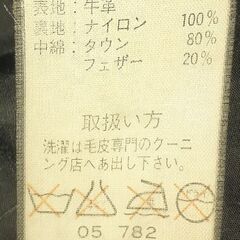 表地:牛革
裏地:ナイロン 100%
中綿:タウン 80%
フェザー 20%
取扱い方
洗濯は毛皮専門のクーニ
ング店へあ出し下さい。
05 782